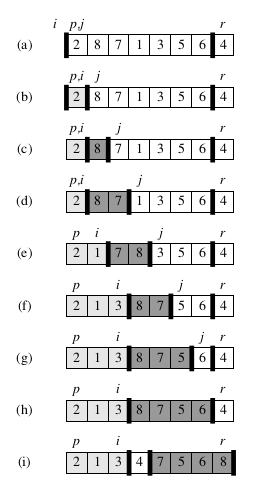 i p,j r
(a) 2 8 7 1 3 5 6 4
p,i j r
(b) 2 8 7 1 3 5 6 4
p,i j r
(c) 2 8 7 1 3 5 6 4
p,i j r
(d) 2 8 7 1 3 5 6 4
p i j r
(e) 2 1 7 8 3 5 6 4
p i j r
(f) 2 1 3 8 7 5 6 4
p i j r
(g) 2 1 3 8 7 5 6 4
p i r
(h) 2 1 3 8 7 5 6 4
p i r
(i) 2 1 3 4 7 5 6 8